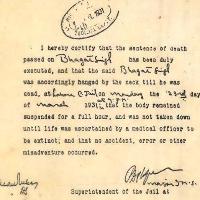 I hereby certify that the sentence of death
passed on Bhagat Singh has been duly
executed, and that the said Bhagat Singh
was accordingly hanged by the neck till he was
dead, at Lahore C Jail on Monday the 23rd day
of March 1931 at 7 P.M. that the body remained
suspended for a full hour, and was not taken down
until life was ascertained by a medical officer to
be extinct; and that no accident, error or other
misadventure occurred.
Major I.M.S.
Superintendent of the Jail at